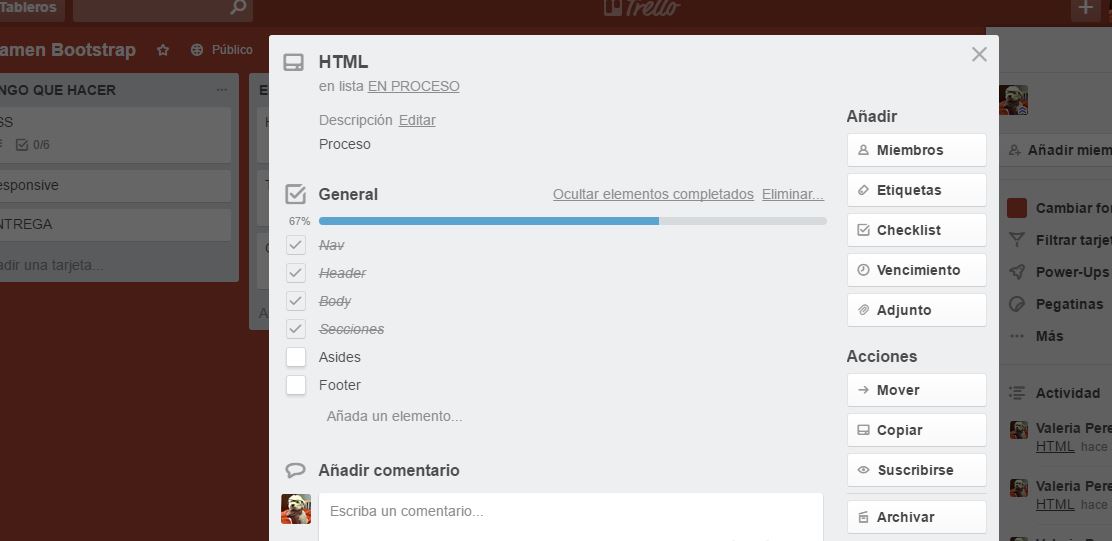 Tableros
Trello
amen Bootstrap
Público
NGO QUE HACER
SS
0/6
esponsive
NTREGA
adir una tarjeta...
HTML
en lista EN PROCESO
Descripción Editar
Proceso
General
Ocultar elementos completados Eliminar...
67%
Nav
Header
Body
Secciones
Asides
Footer
Añada un elemento...
Añadir comentario
Escriba un comentario...
Añadir
Miembros
Etiquetas
Checklist
Vencimiento
Adjunto
Acciones
Mover
Copiar
Suscribirse
Archivar
Añadir miem
Cambiar for
Filtrar tarjet
Power-Ups
Pegatinas
Más
Actividad
Valeria Pere
HTML hace
Valeria Pere
HTML hace